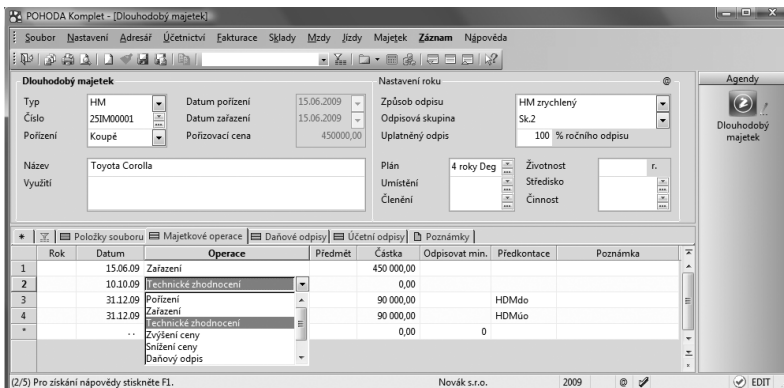 POHODA Komplet - [Dlouhodobý majetek]
Soubor Nastavení Adresář Účetnictví Fakturace Sklady Mzdy Jízdy Majetek Záznam Nápověda
Dlouhodobý majetek
Typ HM Datum pořízení 15.06.2009
Číslo 25IM00001 Datum zařazení 15.06.2009
Pořízení Koupě Pořizovací cena 450000,00
Název Toyota Corolla
Využití
Nastavení roku @
Způsob odpisu HM zrychlený
Odpisová skupina Sk.2
Uplatněný odpis 100 % ročního odpisu
Plán 4 roky Deg Životnost r.
Umístění Středisko
Členění Činnost
Agendy
Dlouhodobý
majetek
* Položky souboru Majetkové operace Daňové odpisy Účetní odpisy Poznámky
Rok Datum Operace Předmět Částka Odpisovat min. Předkontace Poznámka
1 15.06.09 Zařazení 450 000,00
2 10.10.09 Technické zhodnocení 0,00
3 31.12.09 90 000,00 HDMdo
4 31.12.09 90 000,00 HDMúo
* . . 0,00 0
Pořízení
Zařazení
Technické zhodnocení
Zvýšení ceny
Snížení ceny
Daňový odpis
(2/5) Pro získání nápovědy stiskněte F1. Novák s.r.o. 2009 @ EDIT